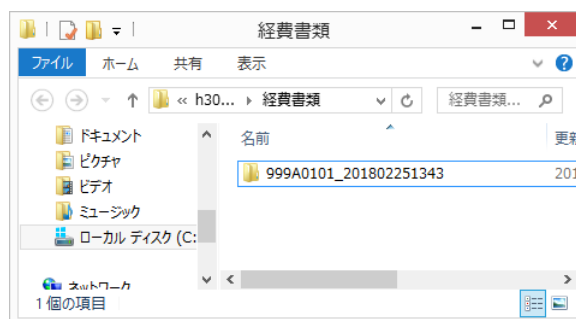 経費書類
ファイル ホーム 共有 表示
« h30... 経費書類 経費書類...
ドキュメント
ピクチャ
ビデオ
ミュージック
ローカル ディスク (C:
ネットワーク
名前 更新
999A0101_201802251343 201
1 個の項目